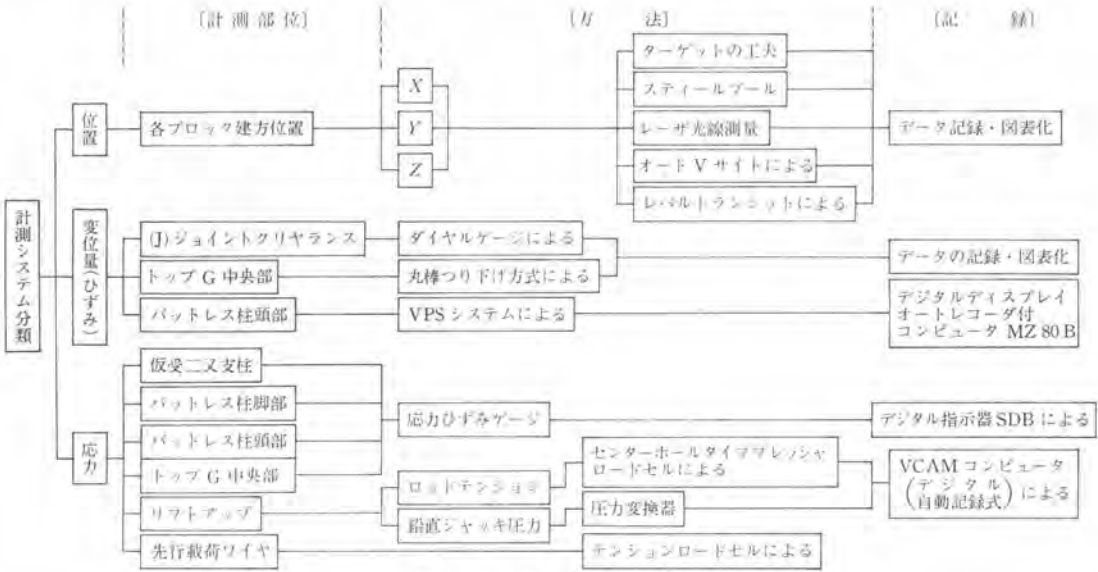 〔計測部位〕
〔方　　法〕
〔記　　録〕
計測システム分類
位置
各ブロック建方位置
X
Y
Z
ターゲットの工夫
スティールプール
レーザ光線測量
オートVサイトによる
レベルトランシットによる
データ記録・図表化
変位量(ひずみ)
(J)ジョイントクリヤランス
トップG中央部
バットレス柱頭部
ダイヤルゲージによる
丸棒つり下げ方式による
VPSシステムによる
データの記録・図表化
デジタルディスプレイ
オートレコーダ付
コンピュータ MZ 80 B
応力
仮受二又支柱
バットレス柱脚部
バットレス柱頭部
トップG中央部
リフトアップ
先行載荷ワイヤ
応力ひずみゲージ
ロッドテンション
鉛直ジャッキ圧力
センターホールタイププレッシャ
ロードセルによる
圧力変換器
テンションロードセルによる
デジタル指示器SDBによる
VCAMコンピュータ
(デジタル
自動記録式)による